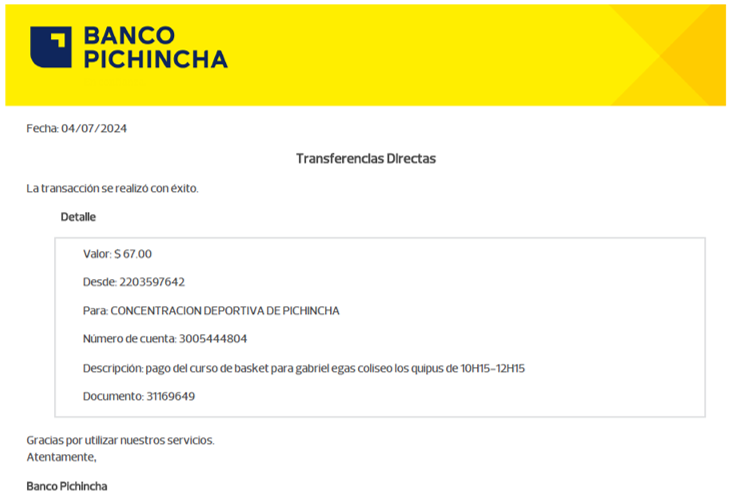 BANCO
PICHINCHA
Fecha: 04/07/2024
Transferencias Directas
La transacción se realizó con éxito.
Detalle
Valor: $ 67.00
Desde: 2203597642
Para: CONCENTRACION DEPORTIVA DE PICHINCHA
Número de cuenta: 3005444804
Descripción: pago del curso de basket para gabriel egas coliseo los quipus de 10H15-12H15
Documento: 31169649
Gracias por utilizar nuestros servicios.
Atentamente,
Banco Pichincha